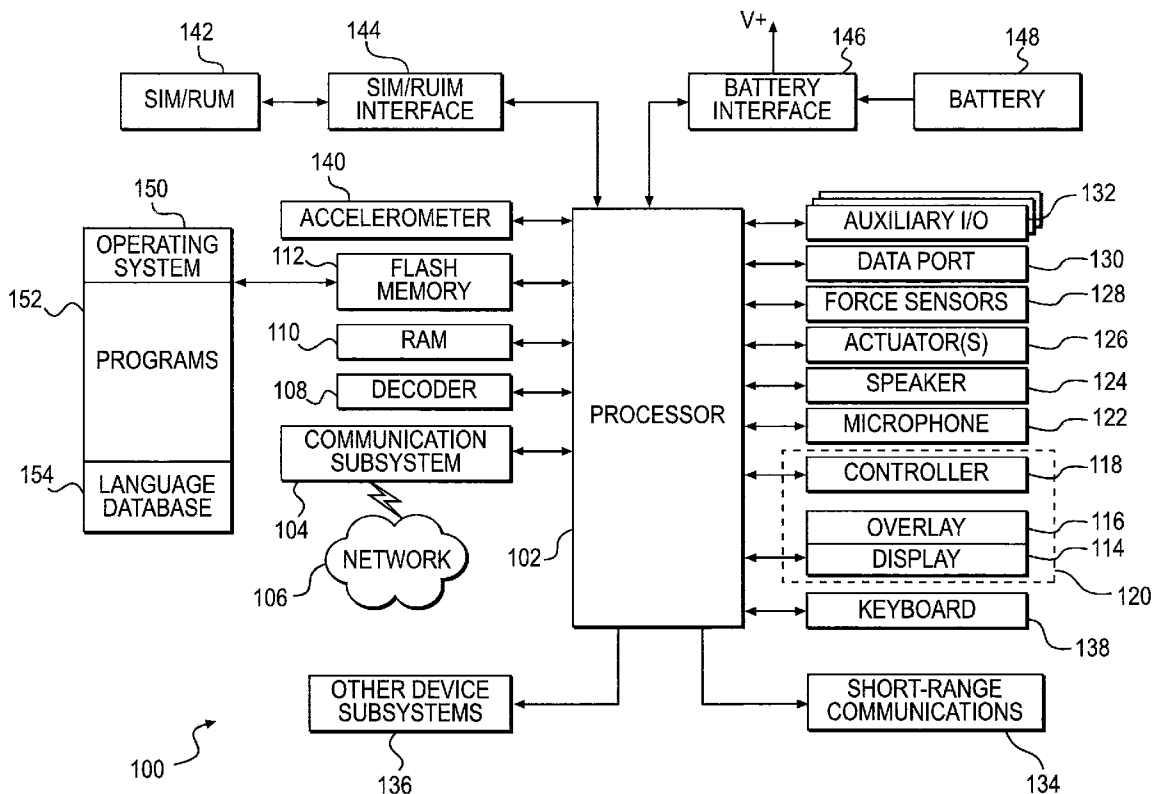 142
144
V+
146
148
SIM/RUM
SIM/RUIM
INTERFACE
BATTERY
INTERFACE
BATTERY
140
ACCELEROMETER
150
OPERATING
SYSTEM
112
FLASH
MEMORY
152
PROGRAMS
110
RAM
108
DECODER
COMMUNICATION
SUBSYSTEM
154
LANGUAGE
DATABASE
104
NETWORK
106
PROCESSOR
102
AUXILIARY I/O
132
DATA PORT
130
FORCE SENSORS
128
ACTUATOR(S)
126
SPEAKER
124
MICROPHONE
122
CONTROLLER
118
OVERLAY
116
DISPLAY
114
120
KEYBOARD
138
OTHER DEVICE
SUBSYSTEMS
136
SHORT-RANGE
COMMUNICATIONS
134
100